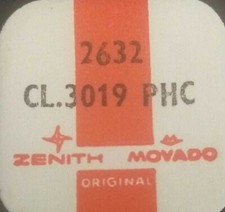 2632
CL.3019 PHC
ZENITH MOVADO
ORIGINAL